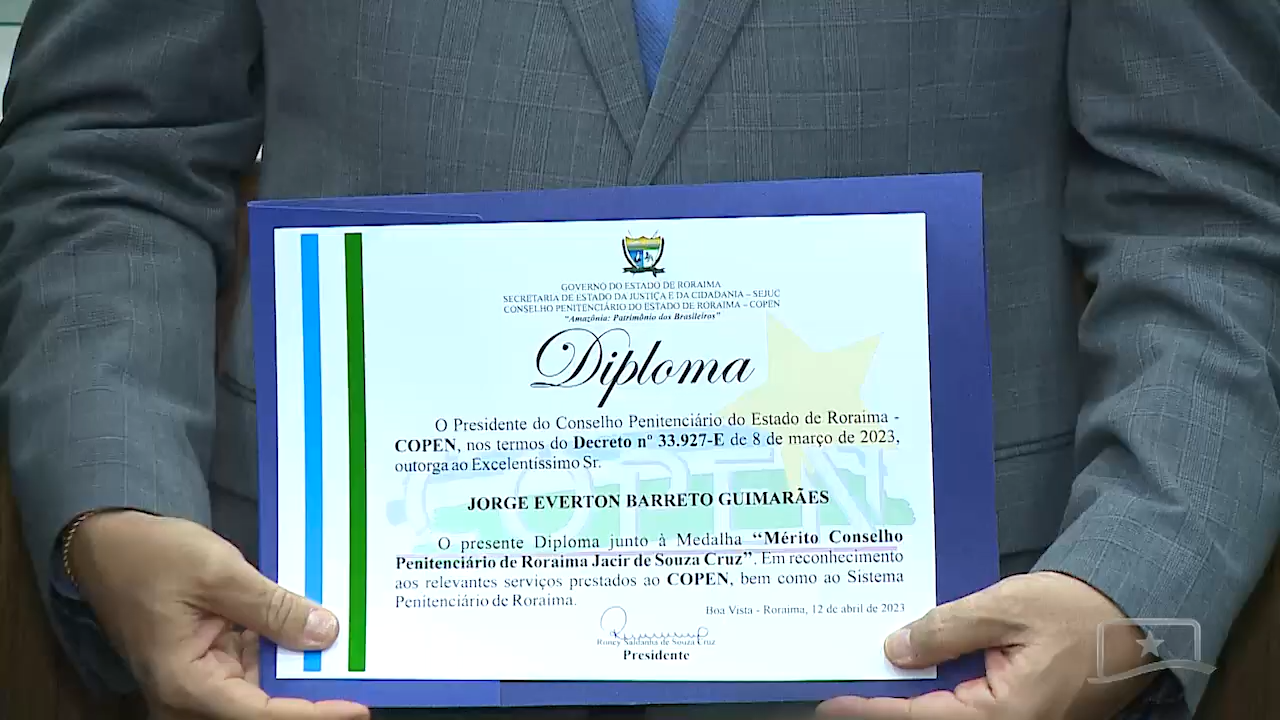 GOVERNO DO ESTADO DE RORAIMA
SECRETARIA DE ESTADO DA JUSTIÇA E DA CIDADANIA – SEJUC
CONSELHO PENITENCIÁRIO DO ESTADO DE RORAIMA – COPEN
"Amazônia: Patrimônio dos Brasileiros"
Diploma
O Presidente do Conselho Penitenciário do Estado de Roraima -
COPEN, nos termos do Decreto nº 33.927-E de 8 de março de 2023,
outorga ao Excelentíssimo Sr.
COPEN
JORGE EVERTON BARRETO GUIMARÃES
O presente Diploma junto à Medalha “Mérito Conselho
Penitenciário de Roraima Jacir de Souza Cruz”. Em reconhecimento
aos relevantes serviços prestados ao COPEN, bem como ao Sistema
Penitenciário de Roraima.
Boa Vista - Roraima, 12 de abril de 2023
Roney Saldanha de Souza Cruz
Presidente